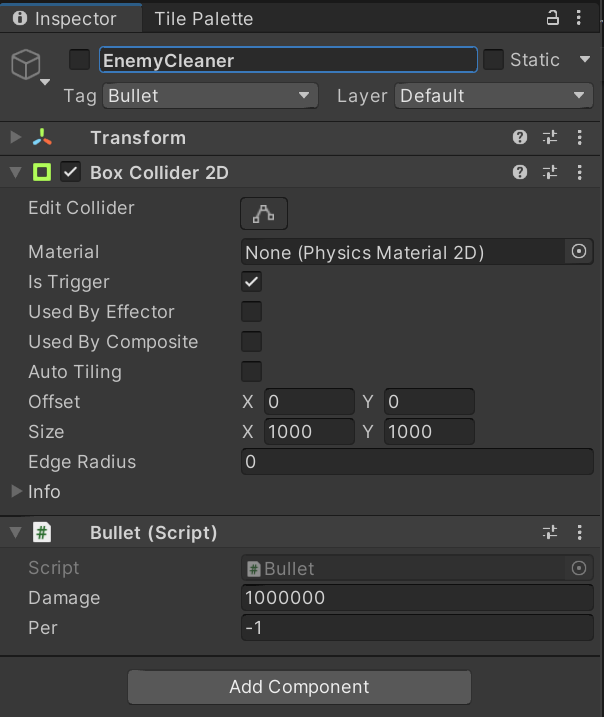 Inspector Tile Palette
EnemyCleaner Static
Tag Bullet Layer Default
Transform
Box Collider 2D
Edit Collider
Material None (Physics Material 2D)
Is Trigger
Used By Effector
Used By Composite
Auto Tiling
Offset X 0 Y 0
Size X 1000 Y 1000
Edge Radius 0
Info
# Bullet (Script)
Script # Bullet
Damage 1000000
Per -1
Add Component